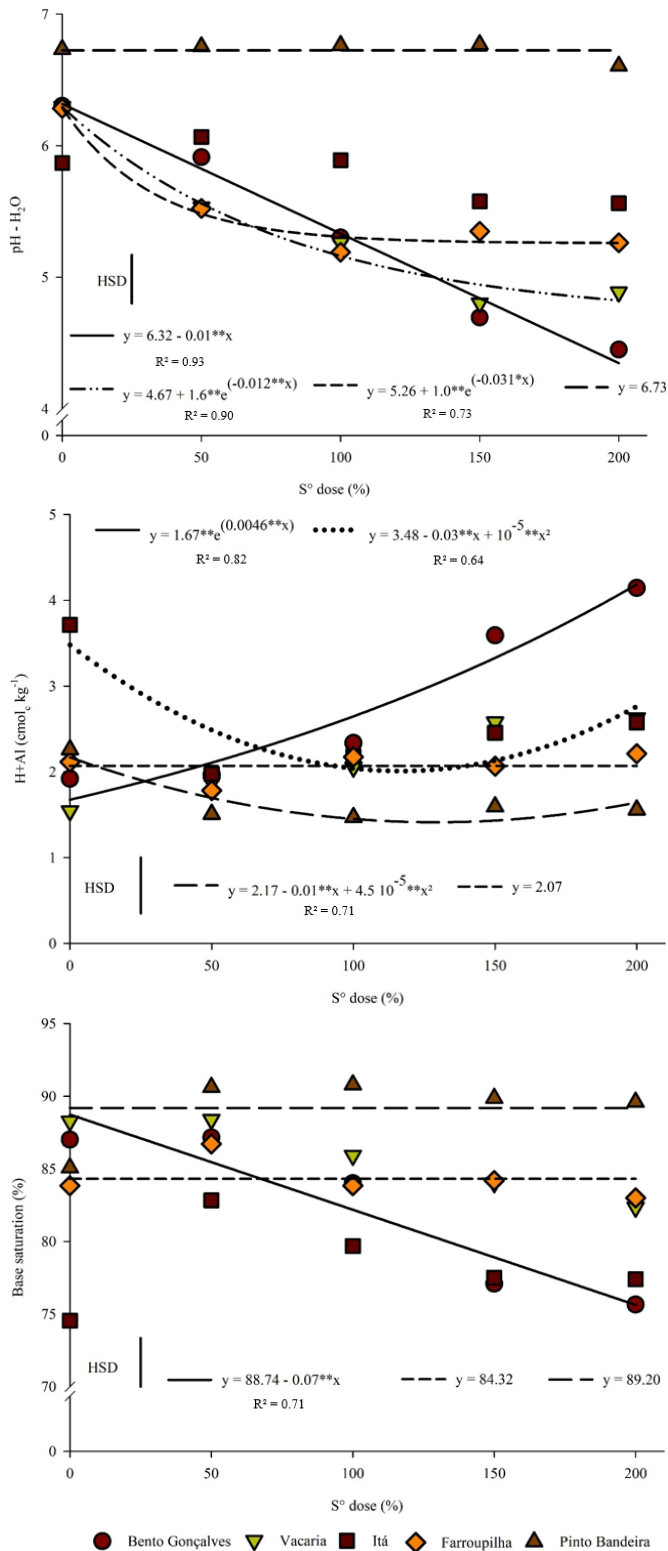 7
6
5
4
0
pH - H₂O
HSD
y = 6.32 - 0.01**x
R² = 0.93
y = 4.67 + 1.6**e^(-0.012**x)
R² = 0.90
y = 5.26 + 1.0**e^(-0.031*x)
R² = 0.73
y = 6.73
0 50 100 150 200
S° dose (%)
5
4
3
2
1
0
H+Al (cmol_c kg⁻¹)
y = 1.67**e^(0.0046**x)
R² = 0.82
y = 3.48 - 0.03**x + 10⁻⁵**x²
R² = 0.64
HSD
y = 2.17 - 0.01**x + 4.5 10⁻⁵**x²
R² = 0.71
y = 2.07
0 50 100 150 200
S° dose (%)
95
90
85
80
75
70
0
Base saturation (%)
HSD
y = 88.74 - 0.07**x
R² = 0.71
y = 84.32
y = 89.20
0 50 100 150 200
S° dose (%)
Bento Gonçalves Vacaria Itá Farroupilha Pinto Bandeira